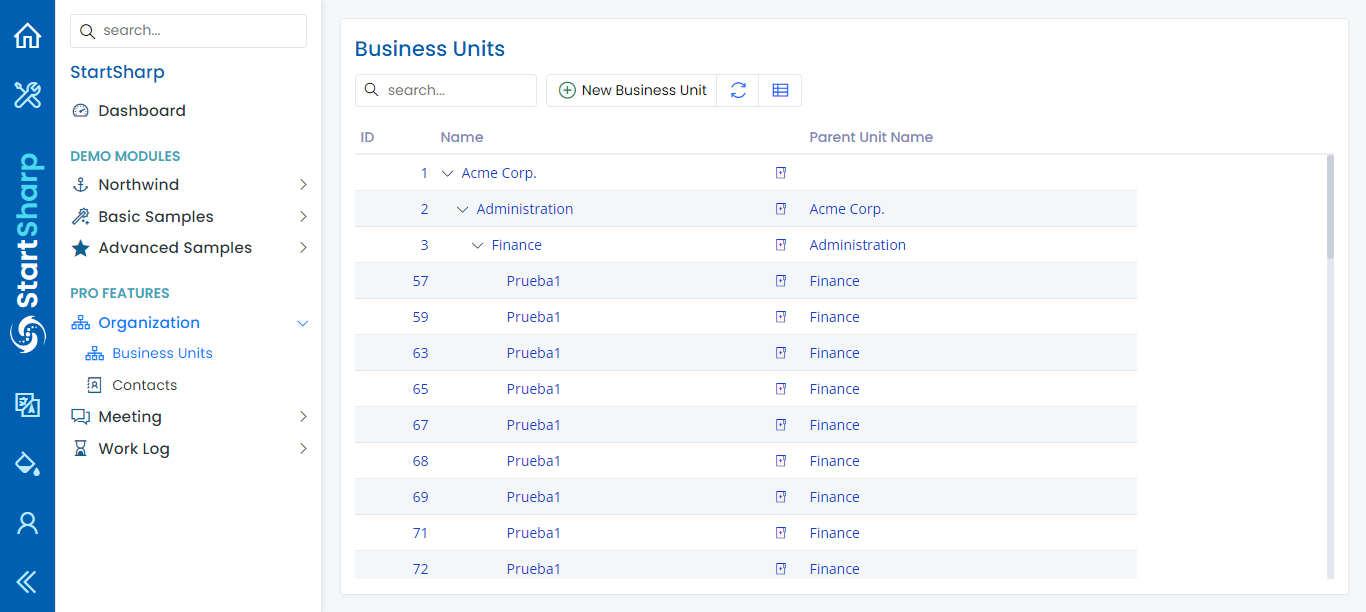 StartSharp
search...
StartSharp
Dashboard
DEMO MODULES
Northwind
Basic Samples
Advanced Samples
PRO FEATURES
Organization
Business Units
Contacts
Meeting
Work Log
Business Units
search... New Business Unit
ID Name Parent Unit Name
1 Acme Corp.
2 Administration Acme Corp.
3 Finance Administration
57 Prueba1 Finance
59 Prueba1 Finance
63 Prueba1 Finance
65 Prueba1 Finance
67 Prueba1 Finance
68 Prueba1 Finance
69 Prueba1 Finance
71 Prueba1 Finance
72 Prueba1 Finance